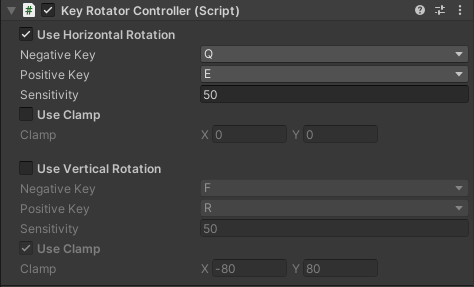 Key Rotator Controller (Script)
Use Horizontal Rotation
Negative Key Q
Positive Key E
Sensitivity 50
Use Clamp
Clamp X 0 Y 0
Use Vertical Rotation
Negative Key F
Positive Key R
Sensitivity 50
Use Clamp
Clamp X -80 Y 80